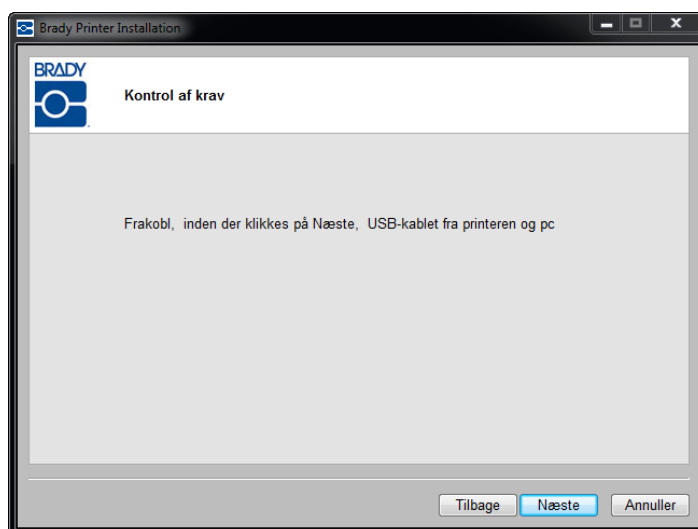 Brady Printer Installation
BRADY
Kontrol af krav
Frakobl, inden der klikkes på Næste, USB-kablet fra printeren og pc
Tilbage
Næste
Annuller